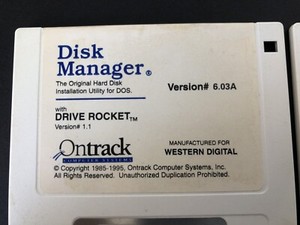 Disk
Manager®
The Original Hard Disk
Installation Utility for DOS.
Version# 6.03A
with
DRIVE ROCKET™
Version# 1.1
Ontrack
COMPUTER SYSTEMS
MANUFACTURED FOR
WESTERN DIGITAL
© Copyright 1985-1995, Ontrack Computer Systems, Inc.
All Rights Reserved. Unauthorized Duplication Prohibited.